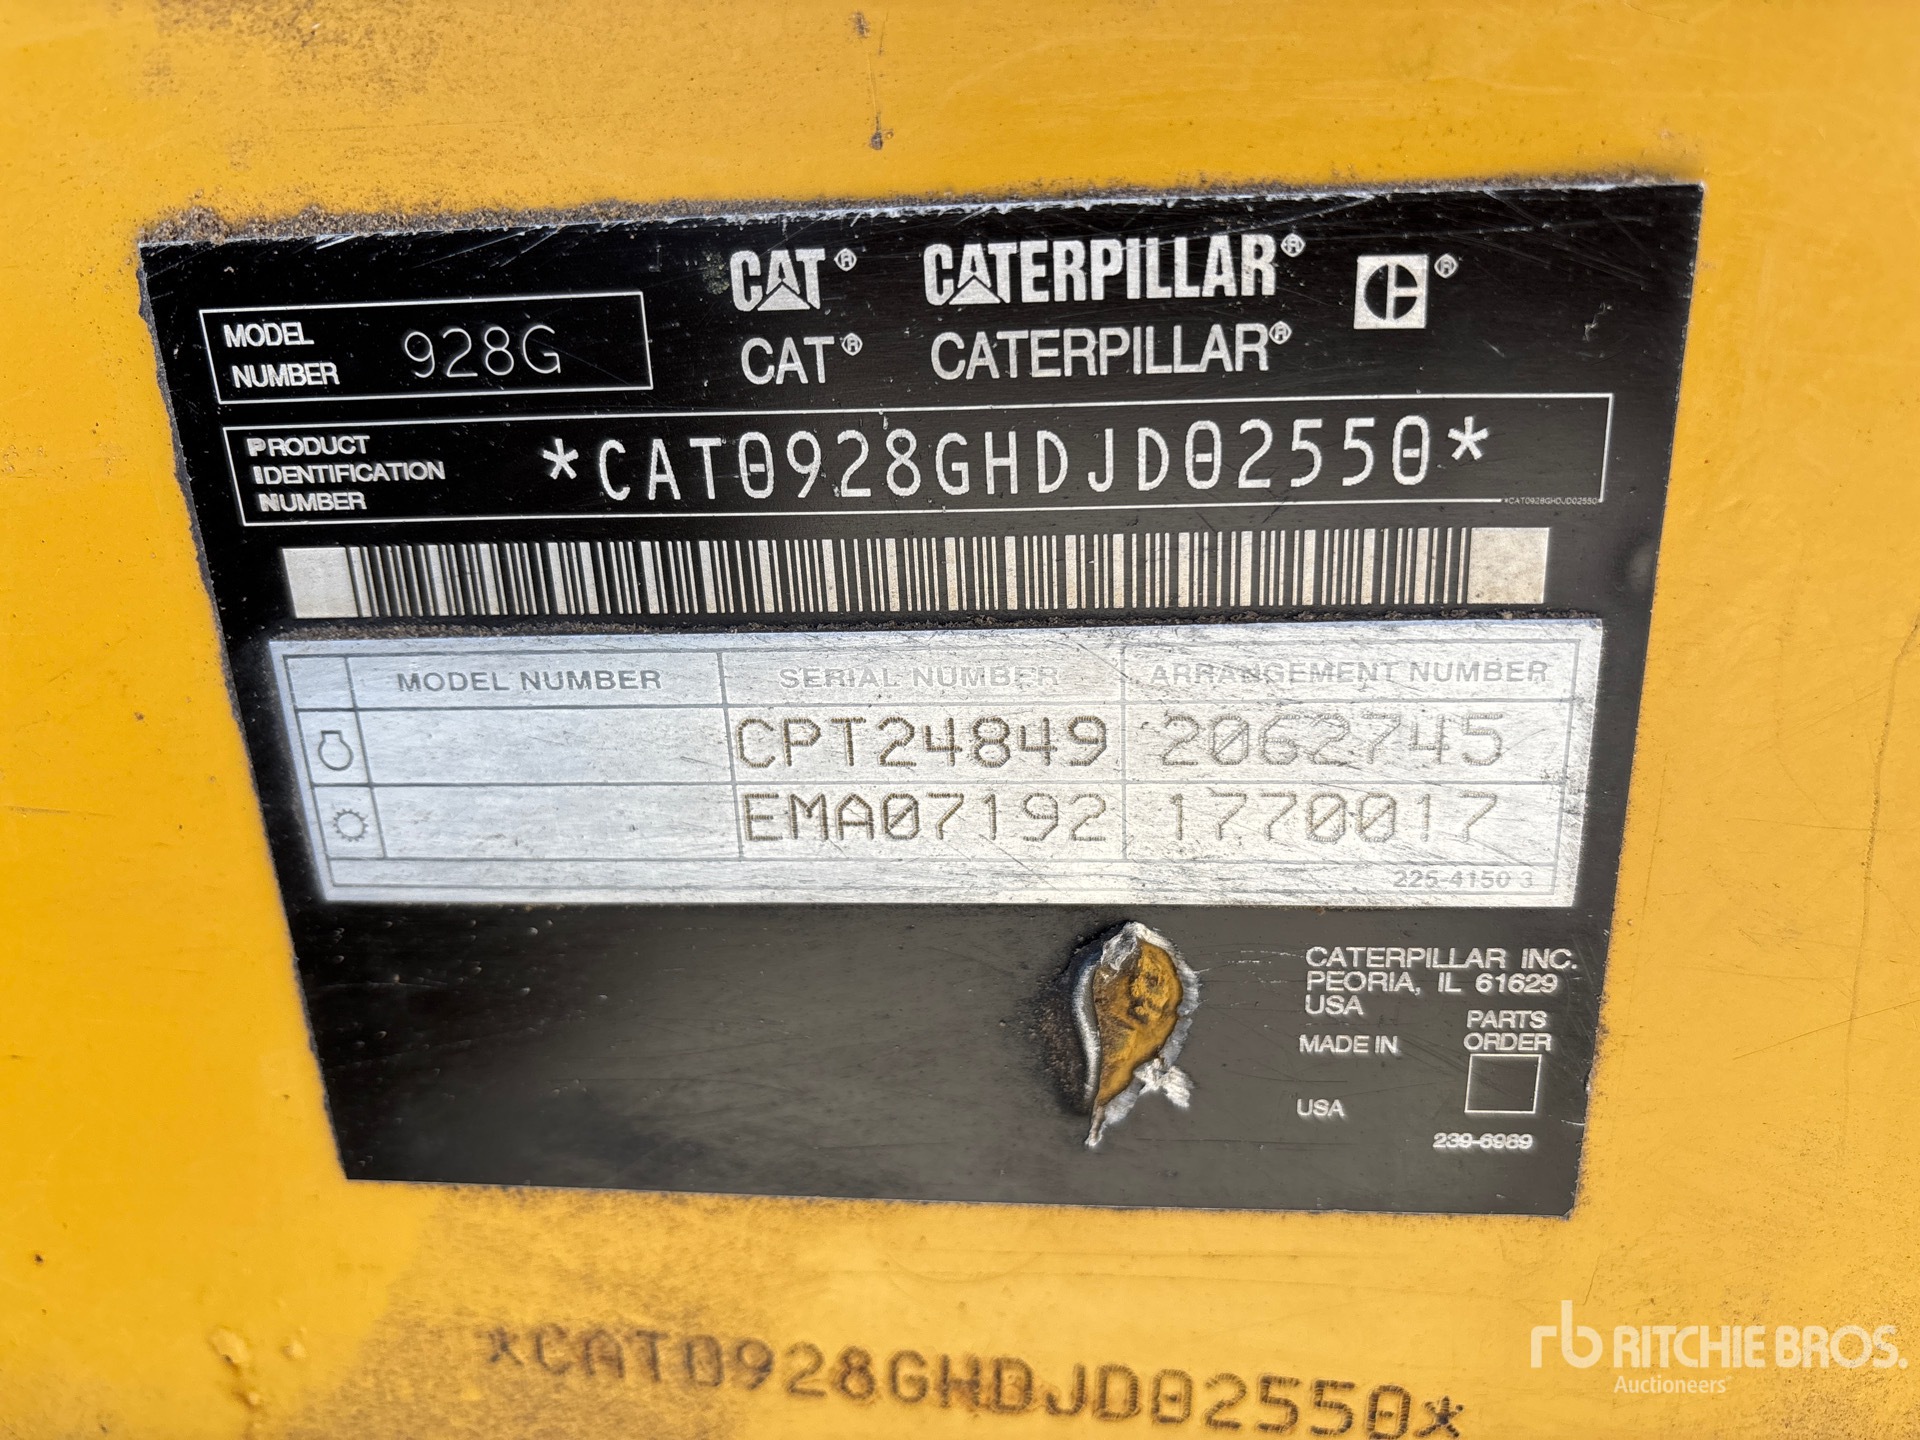 CAT® CATERPILLAR® ®
MODEL NUMBER 928G
CAT® CATERPILLAR®
PRODUCT
IDENTIFICATION
NUMBER
*CAT0928GHDJD02550*
*CAT0928GHDJD02550
MODEL NUMBER SERIAL NUMBER ARRANGEMENT NUMBER
CPT24849 2062745
EMA07192 1770017
225-4150 3
CATERPILLAR INC.
PEORIA, IL 61629
USA
PARTS
ORDER
MADE IN
USA
239-6989
*CAT0928GHDJD02550*
rb RITCHIE BROS.
Auctioneers